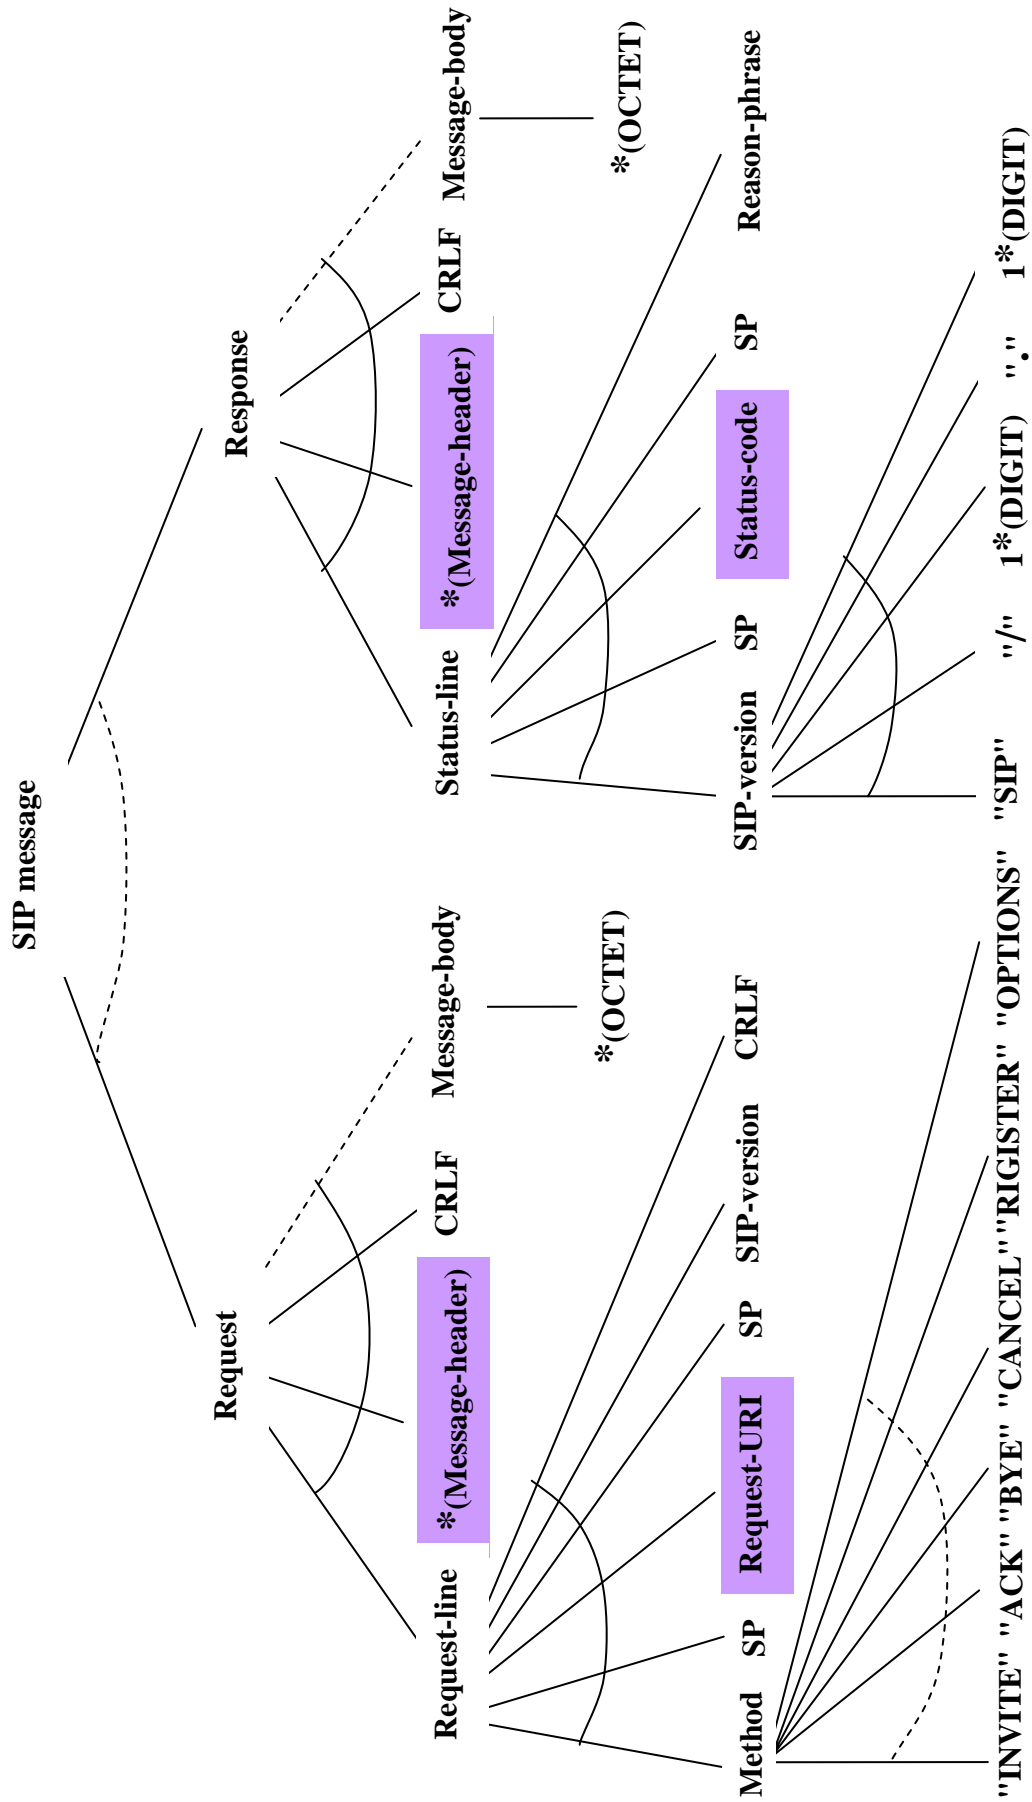 SIP message
Request
Response
Request-line
*(Message-header)
CRLF
Message-body
Status-line
*(Message-header)
CRLF
Message-body
*(OCTET)
*(OCTET)
Method
SP
Request-URI
SP
SIP-version
CRLF
SIP-version
SP
Status-code
SP
Reason-phrase
"INVITE"
"ACK"
"BYE"
"CANCEL"
"RIGISTER"
"OPTIONS"
"SIP"
"/"
1*(DIGIT)
"."
1*(DIGIT)